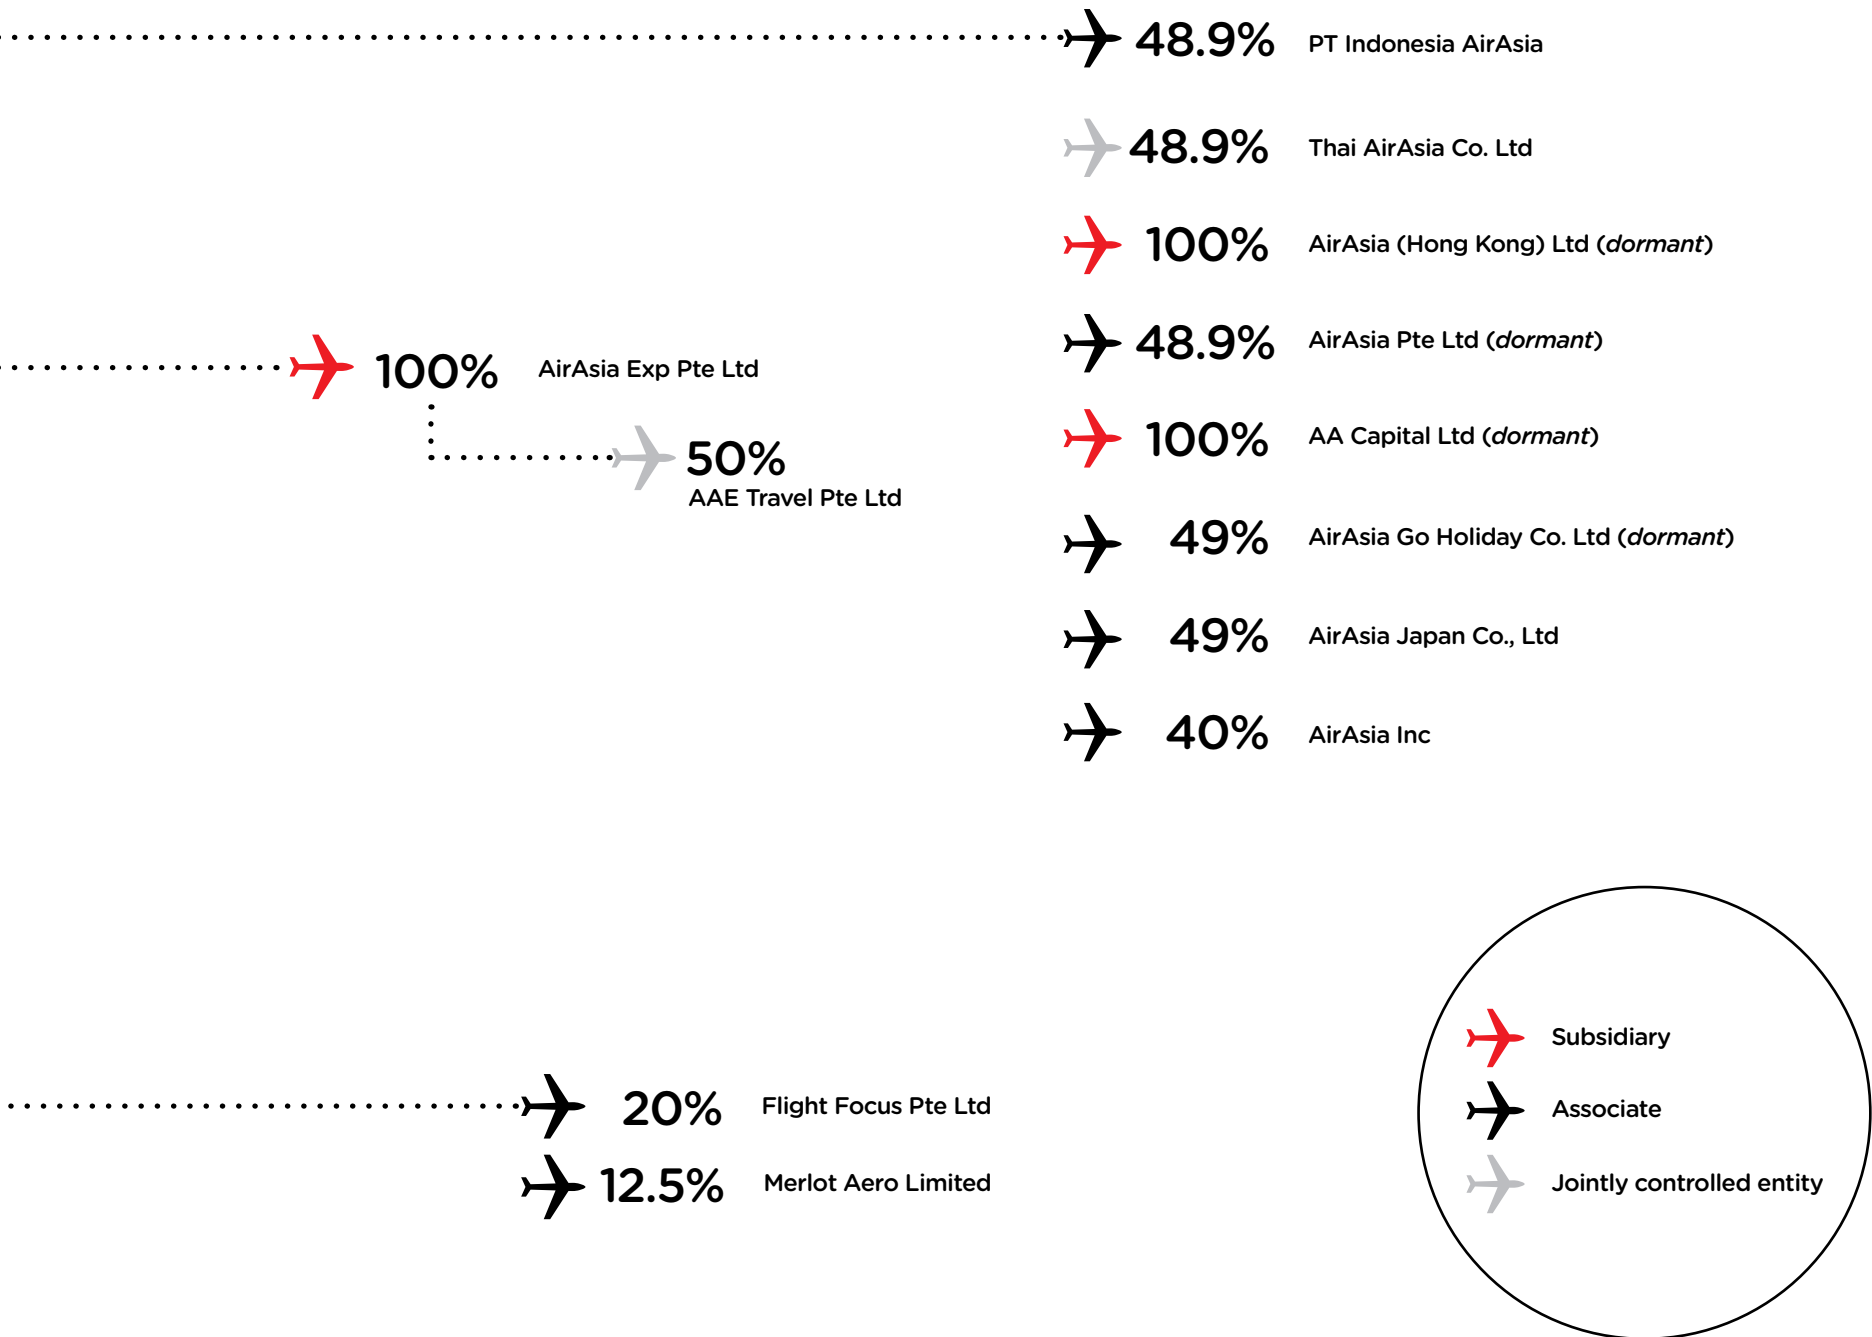 48.9% PT Indonesia AirAsia
48.9% Thai AirAsia Co. Ltd
100% AirAsia (Hong Kong) Ltd (dormant)
48.9% AirAsia Pte Ltd (dormant)
100% AirAsia Exp Pte Ltd
100% AA Capital Ltd (dormant)
50%
AAE Travel Pte Ltd
49% AirAsia Go Holiday Co. Ltd (dormant)
49% AirAsia Japan Co., Ltd
40% AirAsia Inc
20% Flight Focus Pte Ltd
12.5% Merlot Aero Limited
Subsidiary
Associate
Jointly controlled entity